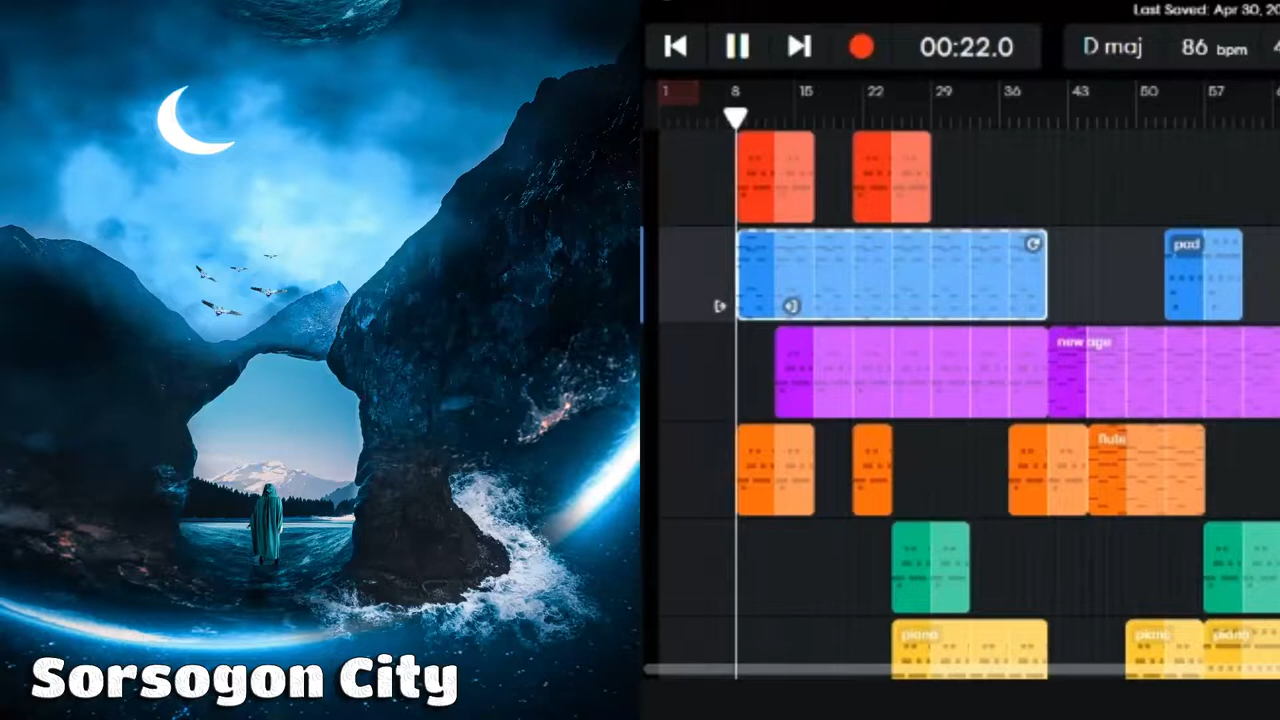 Last Saved: Apr 30, 20
00:22.0 D maj 86 bpm 4
1 8 15 22 29 36 43 50 57
pad
new age
flute
piano piano piano
Sorsogon City